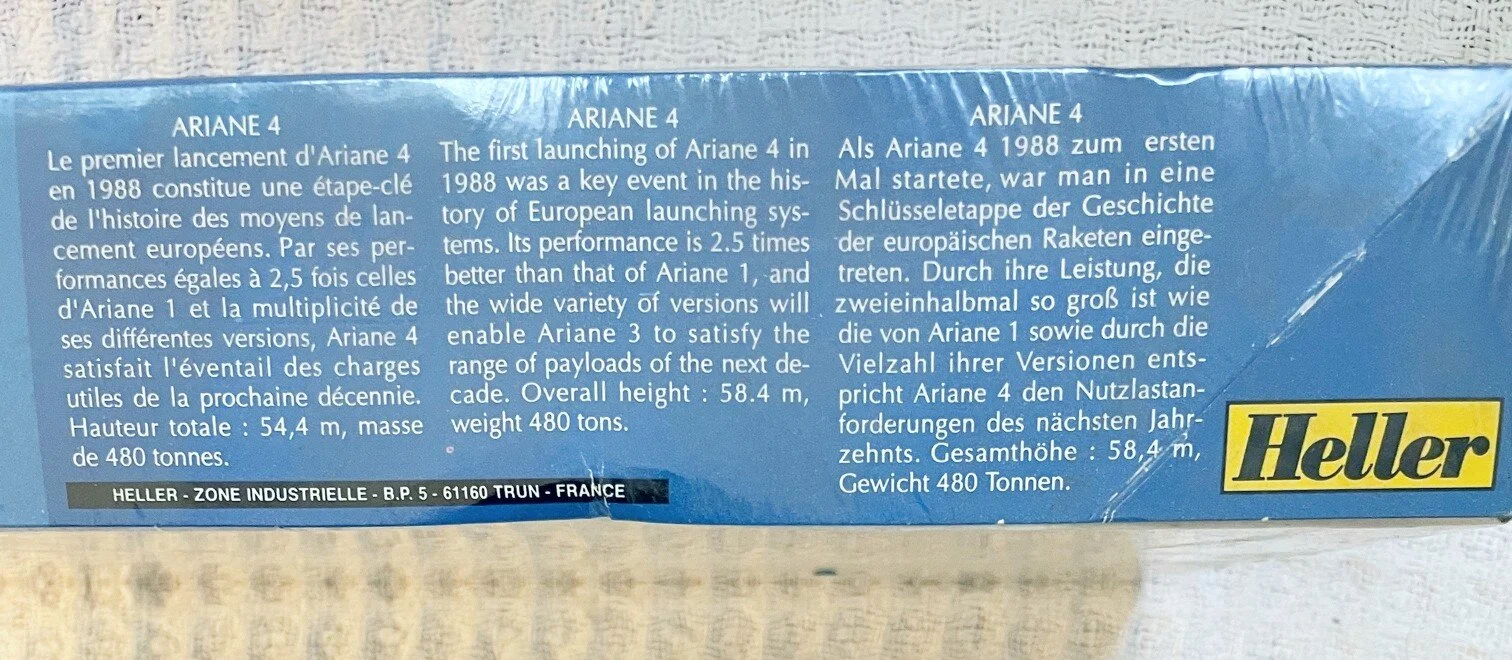 ARIANE 4
Le premier lancement d'Ariane 4
en 1988 constitue une étape-clé
de l'histoire des moyens de lan-
cement européens. Par ses per-
formances égales à 2,5 fois celles
d'Ariane 1 et la multiplicité de
ses différentes versions, Ariane 4
satisfait l'éventail des charges
utiles de la prochaine décennie.
Hauteur totale : 54,4 m, masse
de 480 tonnes.
HELLER - ZONE INDUSTRIELLE - B.P. 5 - 61160 TRUN - FRANCE
ARIANE 4
The first launching of Ariane 4 in
1988 was a key event in the his-
tory of European launching sys-
tems. Its performance is 2.5 times
better than that of Ariane 1, and
the wide variety of versions will
enable Ariane 3 to satisfy the
range of payloads of the next de-
cade. Overall height : 58.4 m,
weight 480 tons.
ARIANE 4
Als Ariane 4 1988 zum ersten
Mal startete, war man in eine
Schlüsseletappe der Geschichte
der europäischen Raketen einge-
treten. Durch ihre Leistung, die
zweieinhalbmal so groß ist wie
die von Ariane 1 sowie durch die
Vielzahl ihrer Versionen ents-
pricht Ariane 4 den Nutzlastan-
forderungen des nächsten Jahr-
zehnts. Gesamthöhe : 58,4 m,
Gewicht 480 Tonnen.
Heller